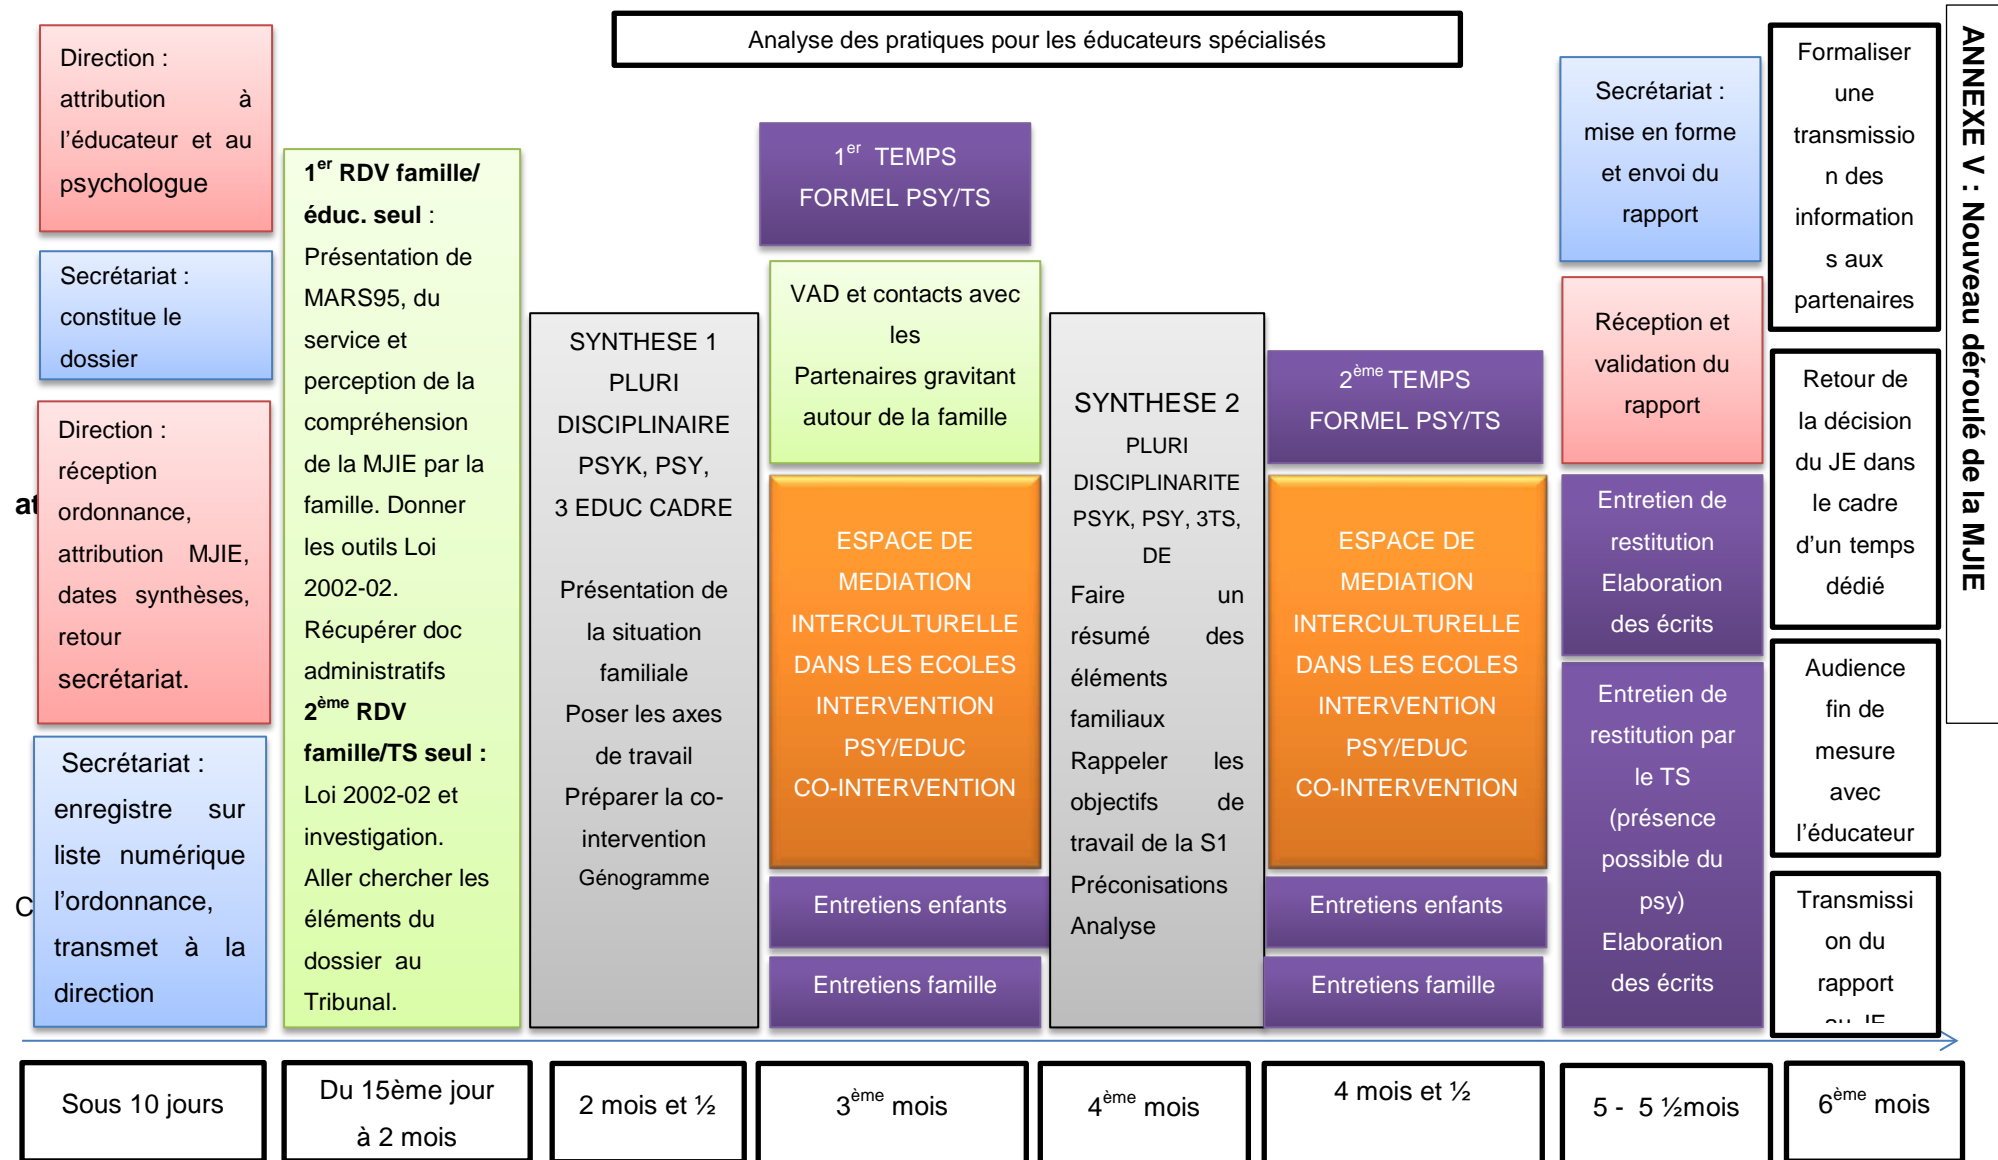 Analyse des pratiques pour les éducateurs spécialisés
Direction :
attribution à
l’éducateur et au
psychologue
Secrétariat :
constitue le
dossier
Direction :
réception
ordonnance,
attribution MJIE,
dates synthèses,
retour
secrétariat.
Secrétariat :
enregistre sur
liste numérique
l’ordonnance,
transmet à la
direction
at
C
1er RDV famille/
éduc. seul :
Présentation de
MARS95, du
service et
perception de la
compréhension
de la MJIE par la
famille. Donner
les outils Loi
2002-02.
Récupérer doc
administratifs
2ème RDV
famille/TS seul :
Loi 2002-02 et
investigation.
Aller chercher les
éléments du
dossier au
Tribunal.
SYNTHESE 1
PLURI
DISCIPLINAIRE
PSYK, PSY,
3 EDUC CADRE
Présentation de
la situation
familiale
Poser les axes
de travail
Préparer la co-
intervention
Génogramme
1er TEMPS
FORMEL PSY/TS
VAD et contacts avec
les
Partenaires gravitant
autour de la famille
ESPACE DE
MEDIATION
INTERCULTURELLE
DANS LES ECOLES
INTERVENTION
PSY/EDUC
CO-INTERVENTION
Entretiens enfants
Entretiens famille
SYNTHESE 2
PLURI
DISCIPLINARITE
PSYK, PSY, 3TS,
DE
Faire un
résumé des
éléments
familiaux
Rappeler les
objectifs de
travail de la S1
Préconisations
Analyse
2ème TEMPS
FORMEL PSY/TS
ESPACE DE
MEDIATION
INTERCULTURELLE
DANS LES ECOLES
INTERVENTION
PSY/EDUC
CO-INTERVENTION
Entretiens enfants
Entretiens famille
Secrétariat :
mise en forme
et envoi du
rapport
Réception et
validation du
rapport
Entretien de
restitution
Elaboration
des écrits
Entretien de
restitution par
le TS
(présence
possible du
psy)
Elaboration
des écrits
Formaliser
une
transmissio
n des
information
s aux
partenaires
Retour de
la décision
du JE dans
le cadre
d’un temps
dédié
Audience
fin de
mesure
avec
l’éducateur
Transmissi
on du
rapport
au JE
ANNEXE V : Nouveau déroulé de la MJIE
Sous 10 jours
Du 15ème jour
à 2 mois
2 mois et ½
3ème mois
4ème mois
4 mois et ½
5 - 5 ½mois
6ème mois